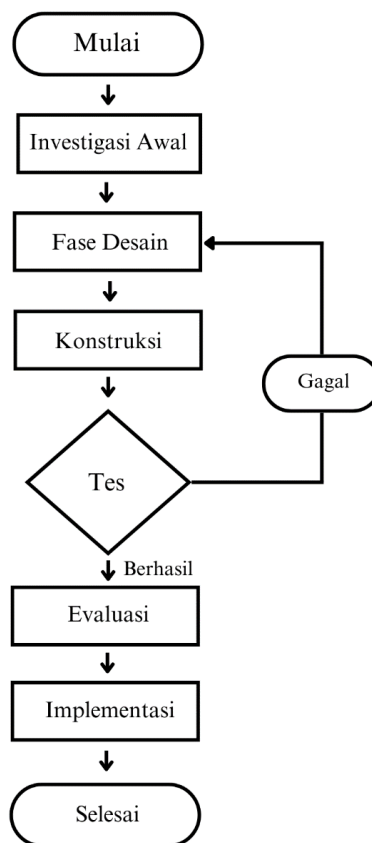 Mulai
Investigasi Awal
Fase Desain
Konstruksi
Gagal
Tes
Berhasil
Evaluasi
Implementasi
Selesai